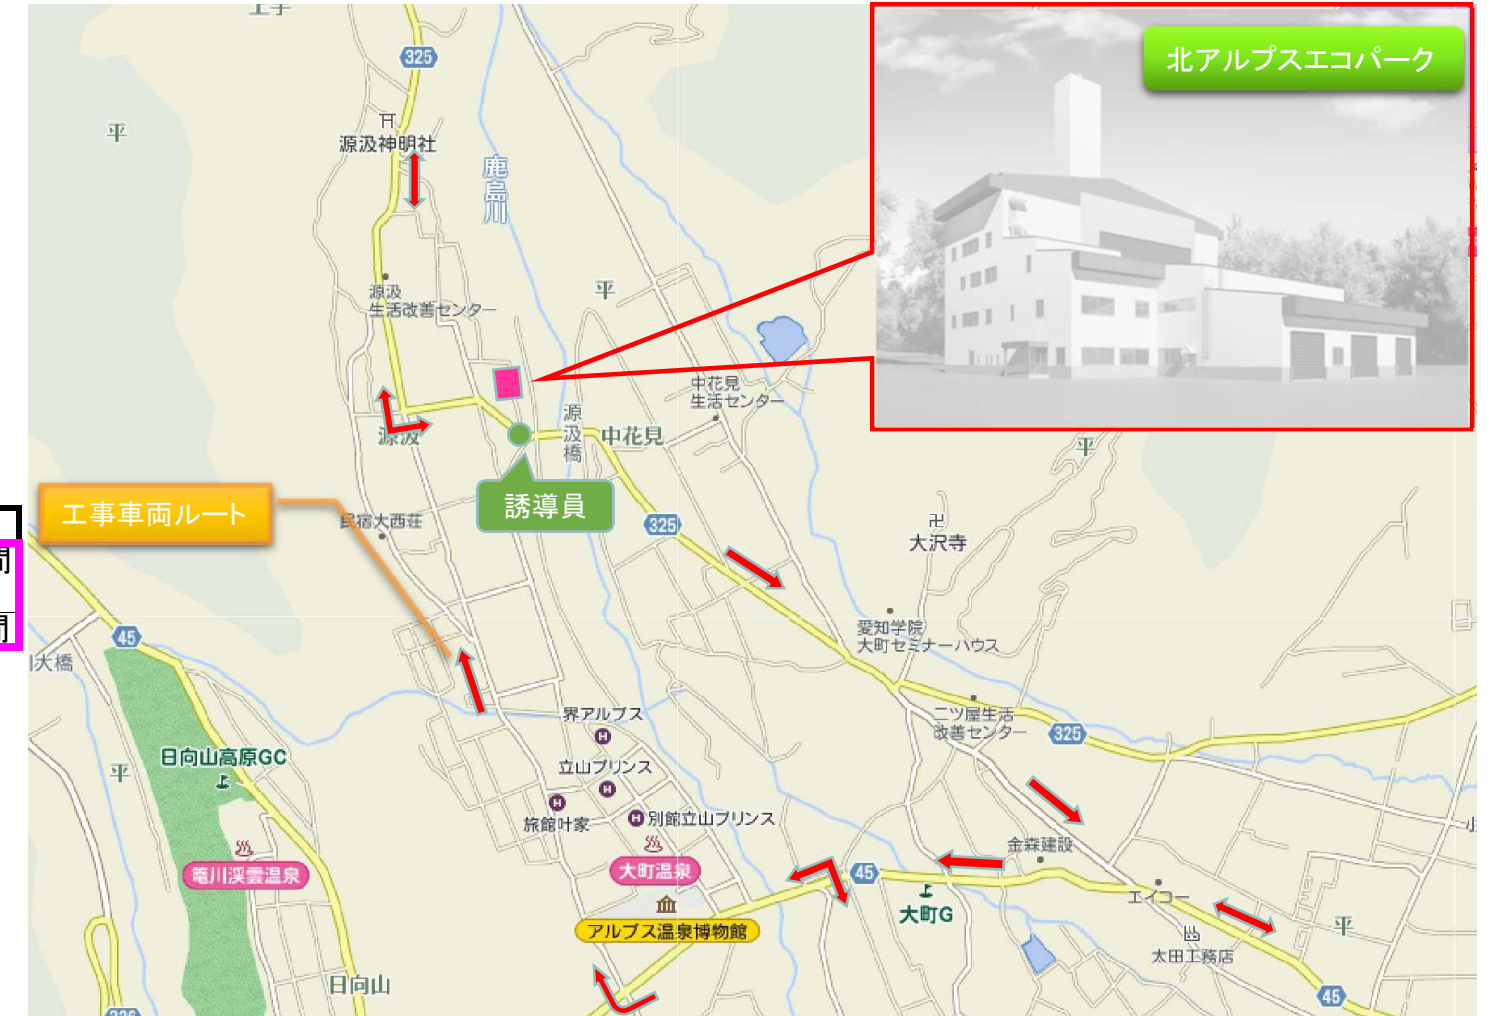 北アルプスエコパーク
325
源汲神明社
平
鹿島川
平
源汲
生活改善センター
中花見
生活センター
源汲橋
中花見
源汲
平
誘導員
工事車両ルート
民宿大西荘
325
卍
大沢寺
間
間
45
大橋
愛知学院
大町セミナーハウス
界アルプス
二ツ屋生活
改善センター
325
日向山高原GC
平
立山プリンス
H
H
H
H
旅館叶家
別館立山プリンス
金森建設
篭川渓雲温泉
大町温泉
45
大町G
エイコー
アルプス温泉博物館
平
太田工務店
日向山
45